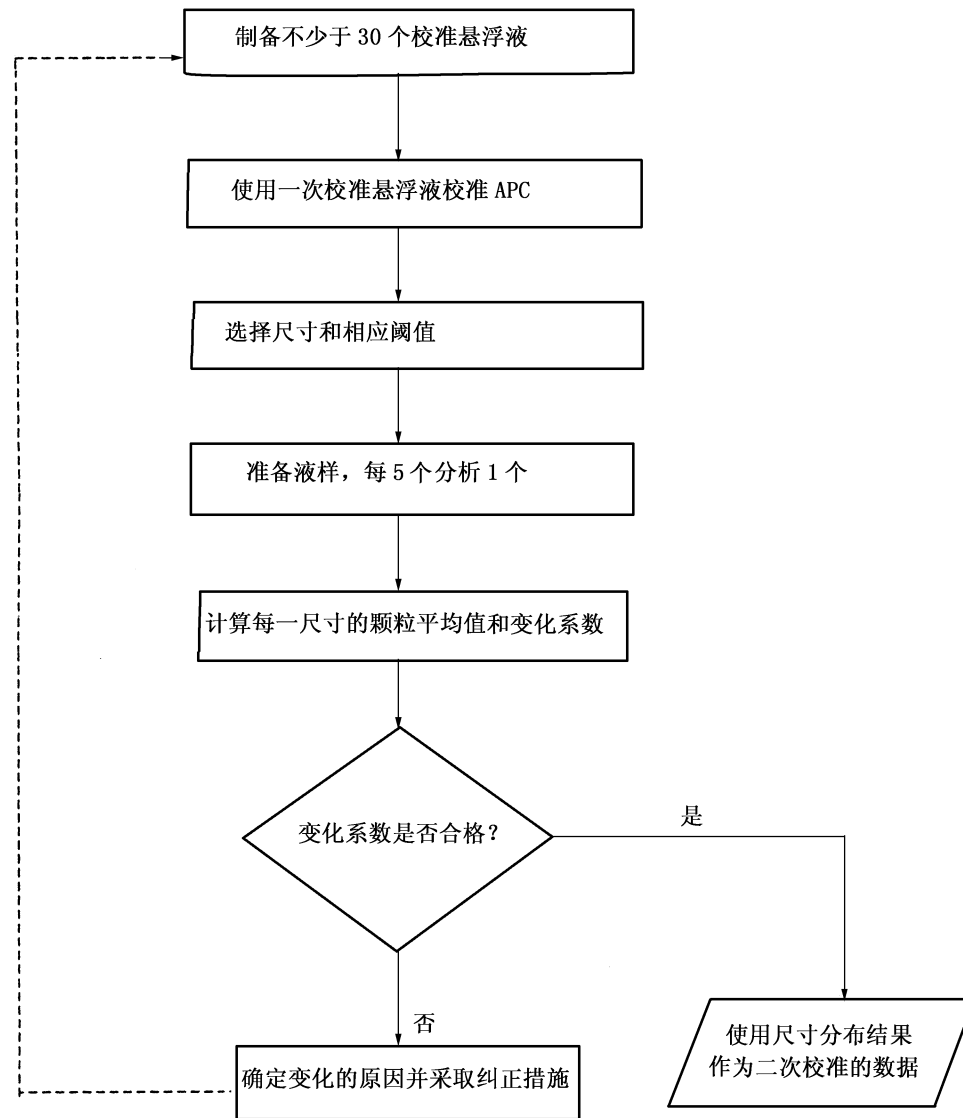 制备不少于 30 个校准悬浮液
使用一次校准悬浮液校准 APC
选择尺寸和相应阈值
准备液样，每 5 个分析 1 个
计算每一尺寸的颗粒平均值和变化系数
变化系数是否合格？
是
否
确定变化的原因并采取纠正措施
使用尺寸分布结果
作为二次校准的数据